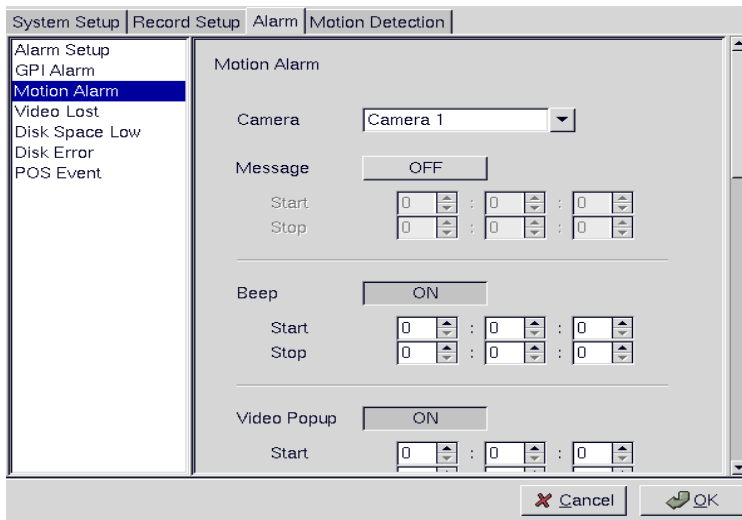 System Setup Record Setup Alarm Motion Detection
Alarm Setup
GPI Alarm
Motion Alarm
Video Lost
Disk Space Low
Disk Error
POS Event
Motion Alarm
Camera Camera 1
Message OFF
Start 0 : 0 : 0
Stop 0 : 0 : 0
Beep ON
Start 0 : 0 : 0
Stop 0 : 0 : 0
Video Popup ON
Start 0 : 0 : 0
Cancel OK